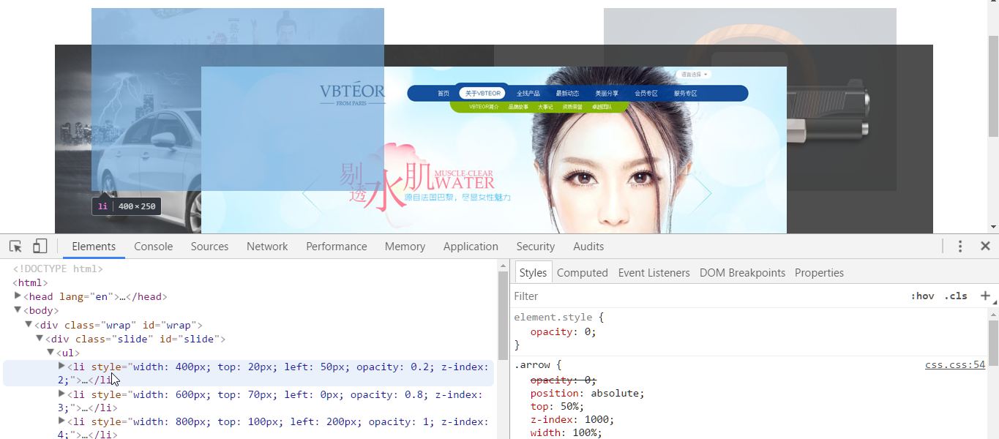 语言选择
VBTÉOR
FROM PARIS
首页 关于VBTEOR 全线产品 最新动态 美丽分享 会员专区 服务专区
VBTEOR简介 品牌故事 大事记 资质荣誉 卓越团队
剔透水肌
MUSCLE-CLEAR
WATER
源自法国巴黎，尽显女性魅力
li 400 × 250
Elements Console Sources Network Performance Memory Application Security Audits
<!DOCTYPE html>
<html>
<head lang="en">…</head>
<body>
<div class="wrap" id="wrap">
<div class="slide" id="slide">
<ul>
<li style="width: 400px; top: 20px; left: 50px; opacity: 0.2; z-index:
2;">…</li>
<li style="width: 600px; top: 70px; left: 0px; opacity: 0.8; z-index:
3;">…</li>
<li style="width: 800px; top: 100px; left: 200px; opacity: 1; z-index:
4;">…</li>
Styles Computed Event Listeners DOM Breakpoints Properties
Filter :hov .cls +
element.style {
opacity: 0;
}
.arrow { css.css:54
opacity: 0;
position: absolute;
top: 50%;
z-index: 1000;
width: 100%;